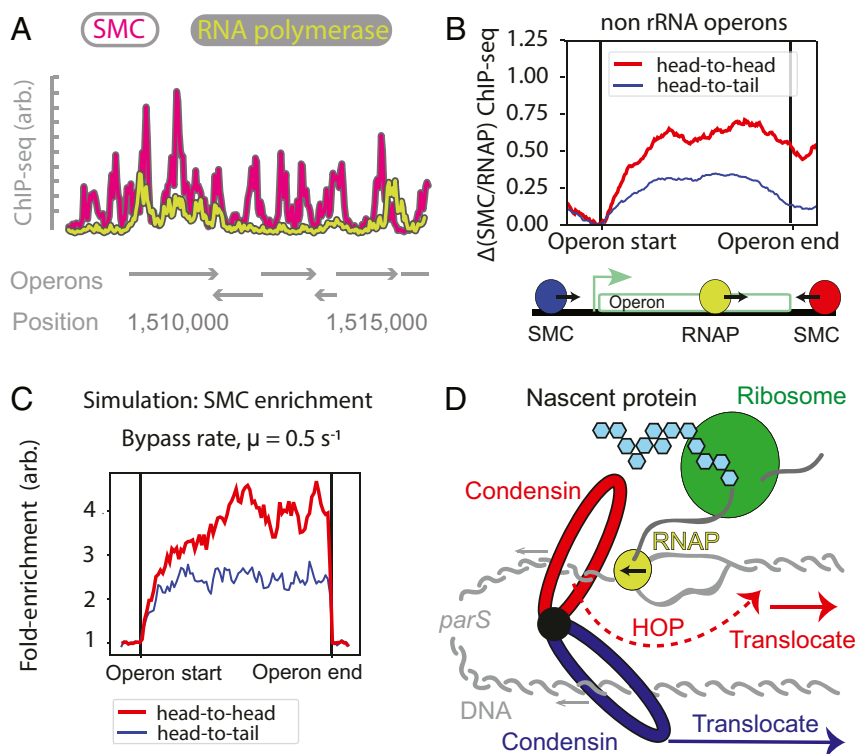 A
SMC
RNA polymerase
ChIP-seq (arb.)
Operons
Position
1,510,000
1,515,000
B
non rRNA operons
Δ(SMC/RNAP) ChIP-seq
1.25
1.00
0.75
0.50
0.25
0.00
head-to-head
head-to-tail
Operon start
Operon end
Operon
SMC
RNAP
SMC
C
Simulation: SMC enrichment
Bypass rate, μ = 0.5 s⁻¹
Fold-enrichment (arb.)
4
3
2
1
Operon start
Operon end
head-to-head
head-to-tail
D
Nascent protein
Ribosome
Condensin
RNAP
parS
HOP
Translocate
DNA
Condensin
Translocate